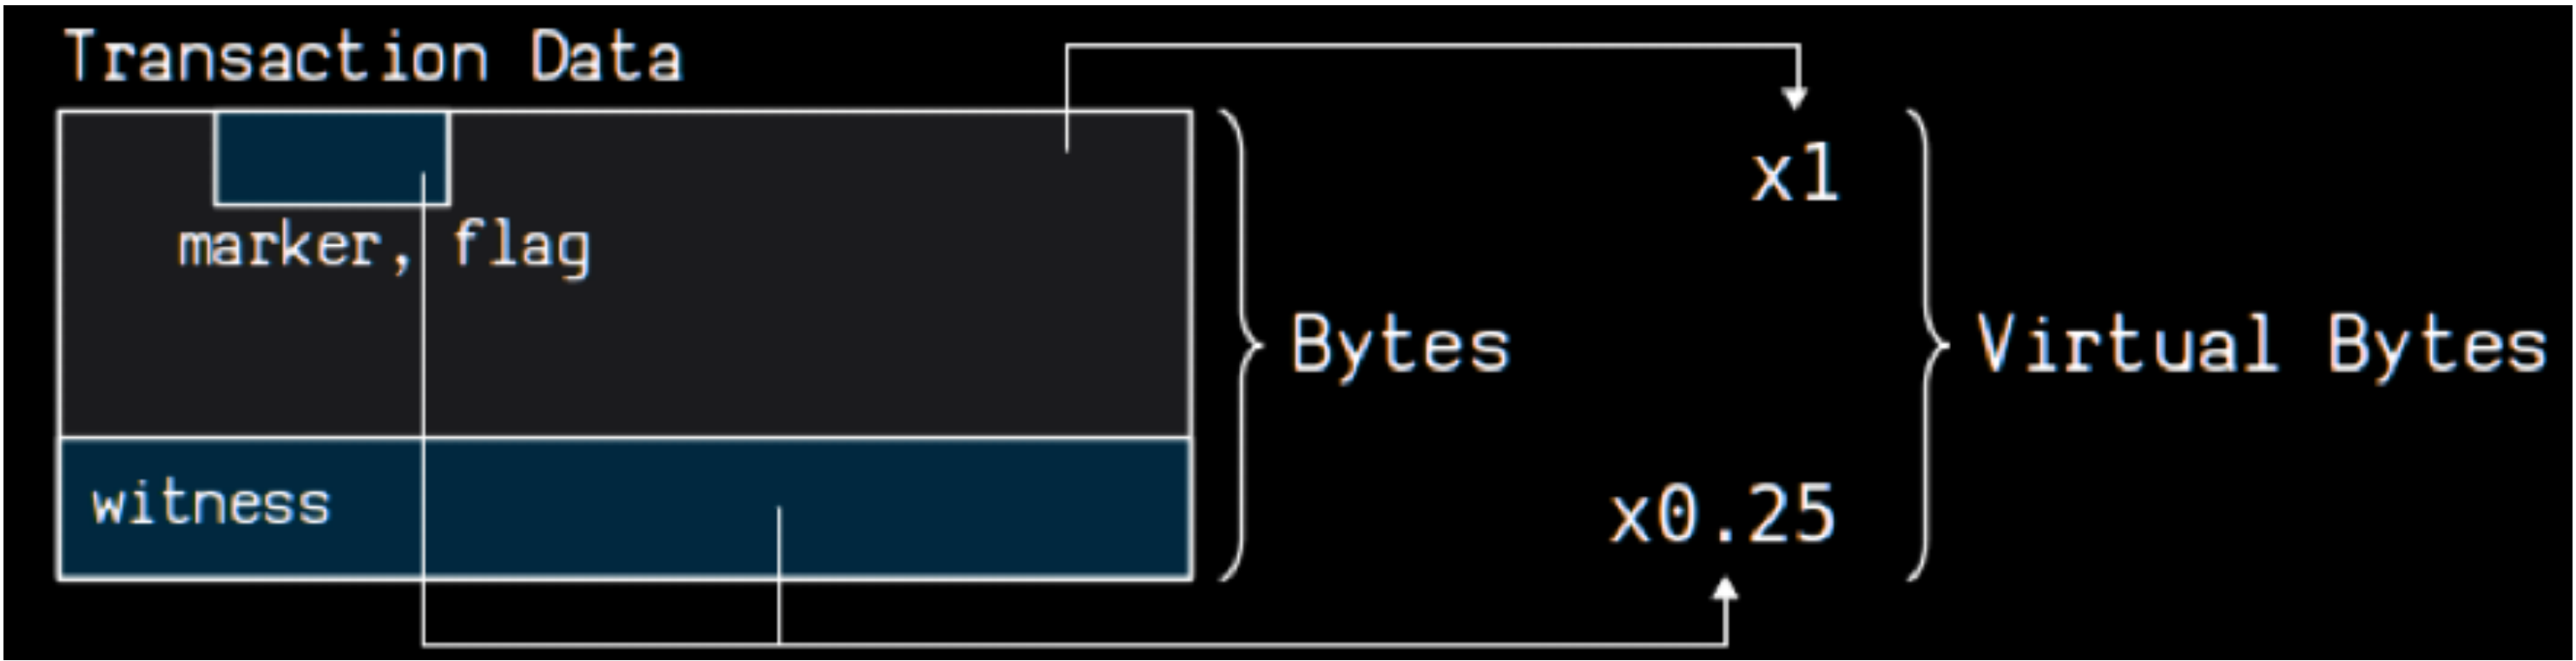 Transaction Data
x1
marker, flag
Bytes
Virtual Bytes
witness
x0.25